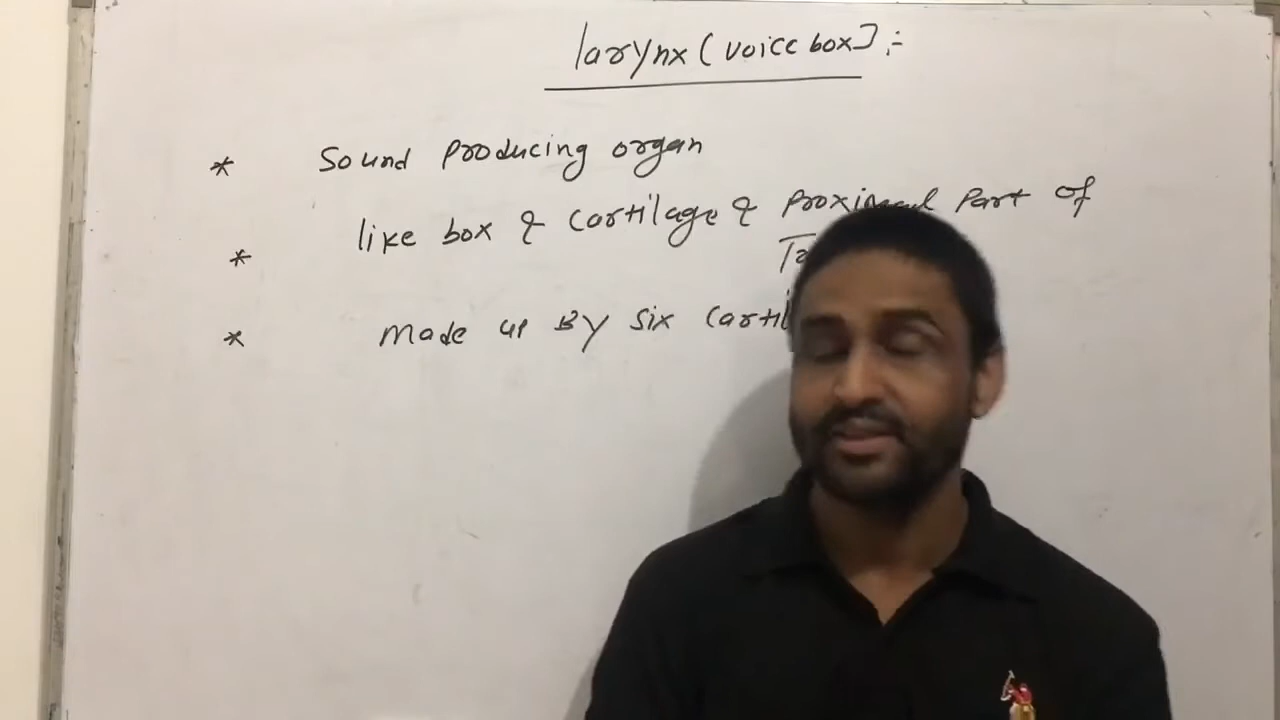 larynx (voice box) :-
* Sound producing organ
* like box & cartilage & proximal part of
* made up By six